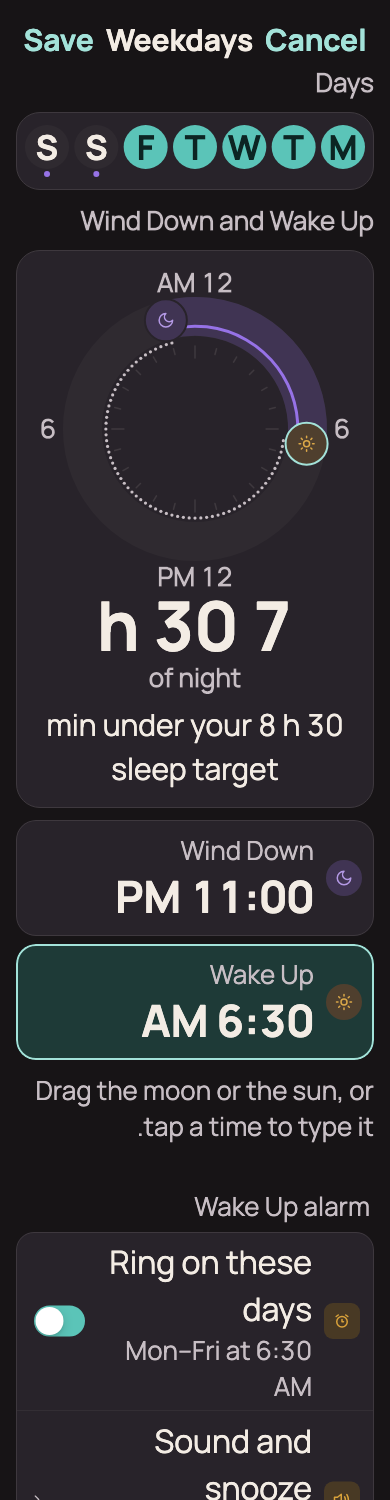 Save Weekdays Cancel
Days
S S F T W T M
Wind Down and Wake Up
AM 12
6 6
PM 12
h 30 7
of night
min under your 8 h 30
sleep target
Wind Down
PM 11:00
Wake Up
AM 6:30
Drag the moon or the sun, or
.tap a time to type it
Wake Up alarm
Ring on these
days
Mon–Fri at 6:30
AM
Sound and
snooze